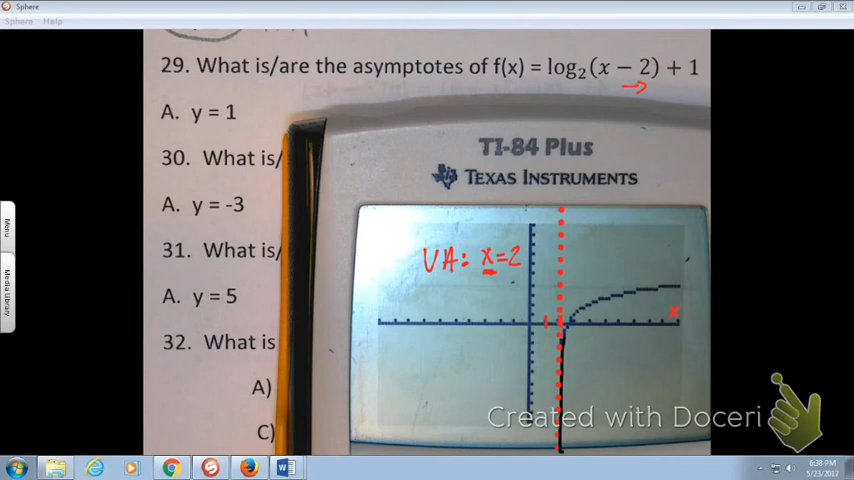 Sphere
Sphere Help
29. What is/are the asymptotes of f(x) = log₂(x − 2) + 1
A. y = 1
30. What is/
A. y = -3
31. What is/
A. y = 5
32. What is
A)
C)
TI-84 Plus
TEXAS INSTRUMENTS
VA: x=2
x
Menu
Media Library
Created with Doceri
6:38 PM
5/23/2017